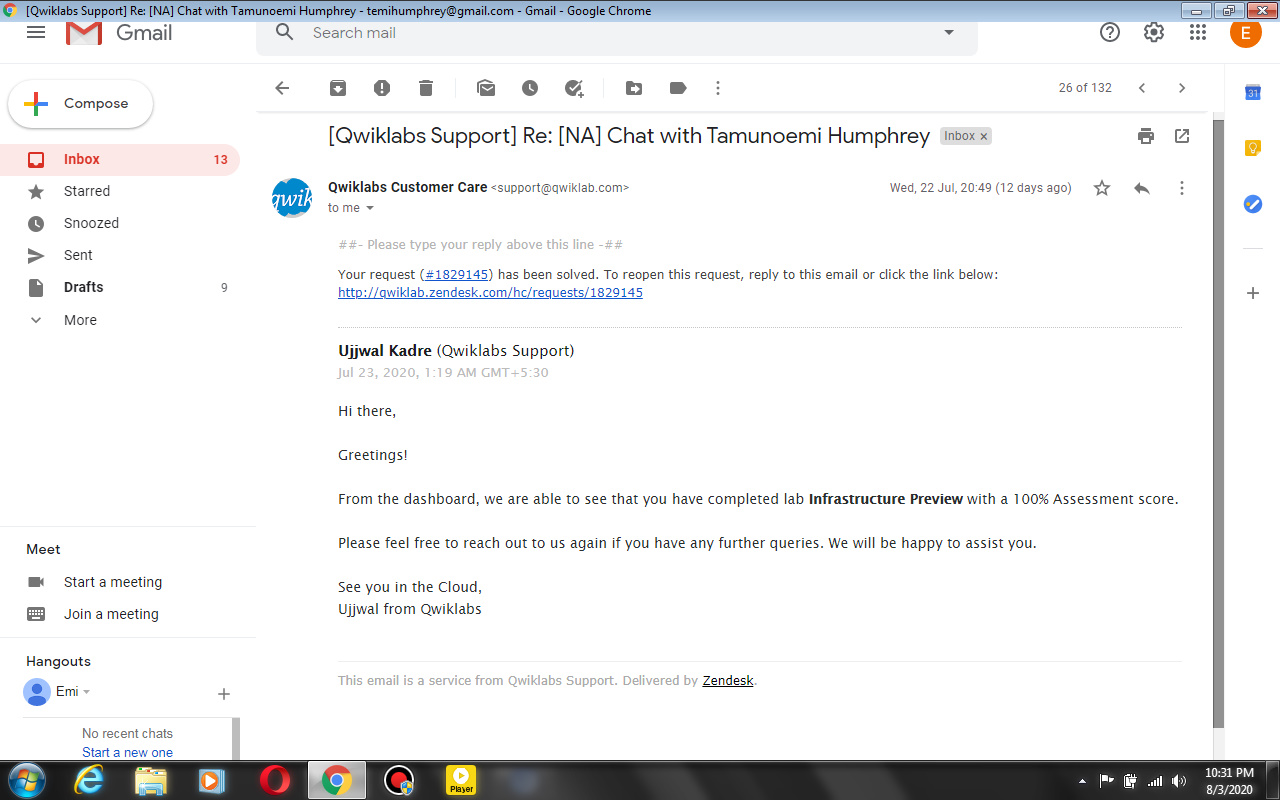 [Qwiklabs Support] Re: [NA] Chat with Tamunoemi Humphrey - temihumphrey@gmail.com - Gmail - Google Chrome
Gmail
Search mail
E
Compose
26 of 132
31
[Qwiklabs Support] Re: [NA] Chat with Tamunoemi Humphrey Inbox x
Inbox 13
Starred
Snoozed
Sent
Drafts 9
More
qwik
Qwiklabs Customer Care <support@qwiklab.com>
Wed, 22 Jul, 20:49 (12 days ago)
to me
##- Please type your reply above this line -##
Your request (#1829145) has been solved. To reopen this request, reply to this email or click the link below:
http://qwiklab.zendesk.com/hc/requests/1829145
Ujjwal Kadre (Qwiklabs Support)
Jul 23, 2020, 1:19 AM GMT+5:30
Hi there,
Greetings!
From the dashboard, we are able to see that you have completed lab Infrastructure Preview with a 100% Assessment score.
Please feel free to reach out to us again if you have any further queries. We will be happy to assist you.
See you in the Cloud,
Ujjwal from Qwiklabs
This email is a service from Qwiklabs Support. Delivered by Zendesk.
Meet
Start a meeting
Join a meeting
Hangouts
Emi
No recent chats
Start a new one
Player
10:31 PM
8/3/2020